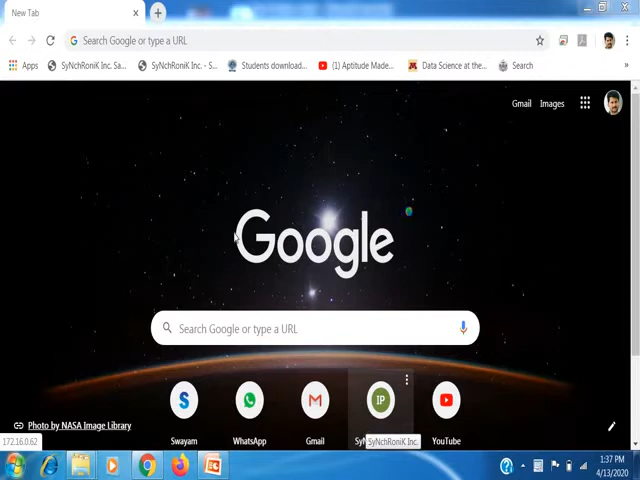 New Tab
Search Google or type a URL
Apps
SyNchRoniK Inc. Sa...
SyNchRoniK Inc. - S...
Students download...
(1) Aptitude Made...
Data Science at the...
Search
»
Gmail Images
Google
Search Google or type a URL
IP
Swayam
WhatsApp
Gmail
SyNchRoniK Inc.
YouTube
Photo by NASA Image Library
172.16.0.62
1:37 PM
4/13/2020